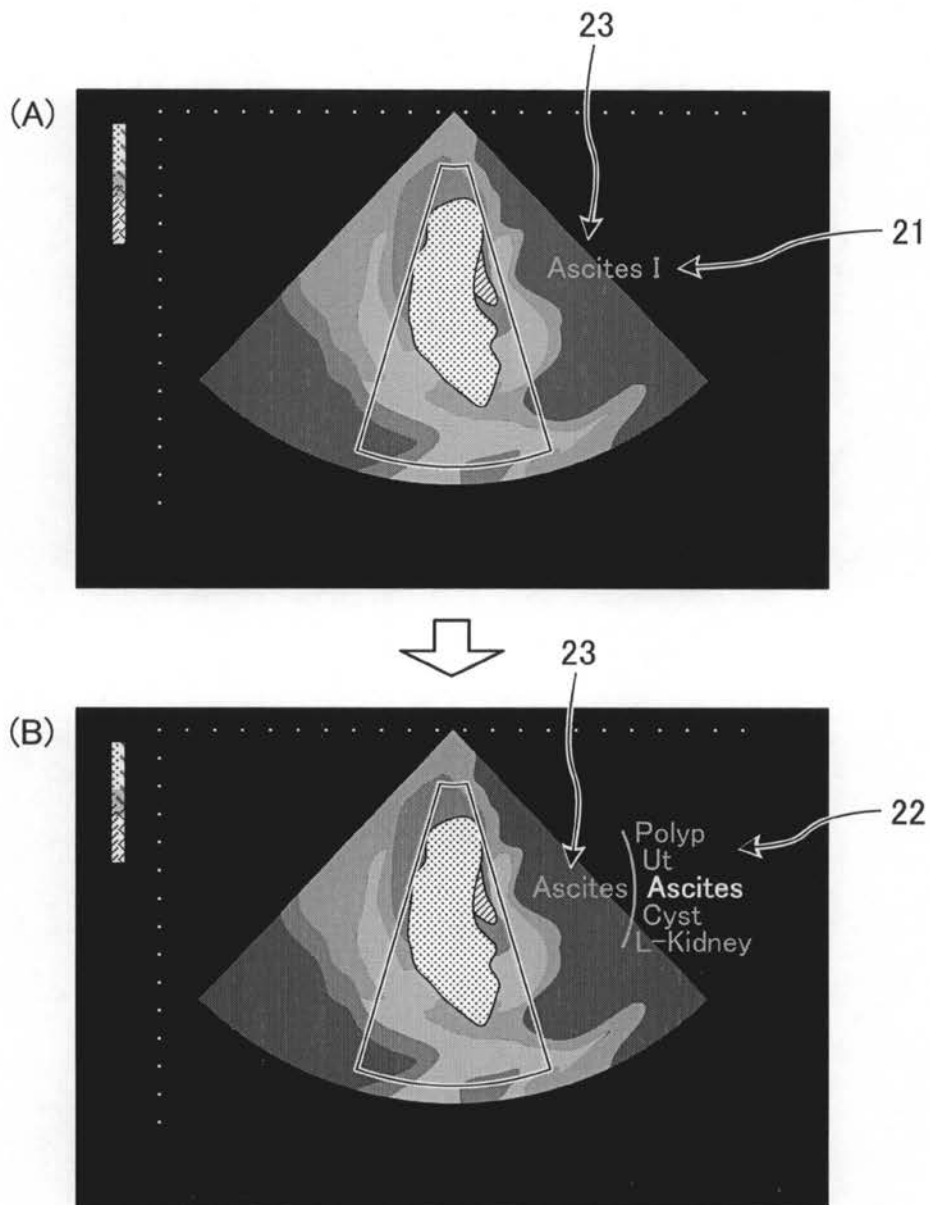 23
(A)
Ascites I
21
23
(B)
22
Polyp
Ut
Ascites
Ascites
Cyst
L-Kidney